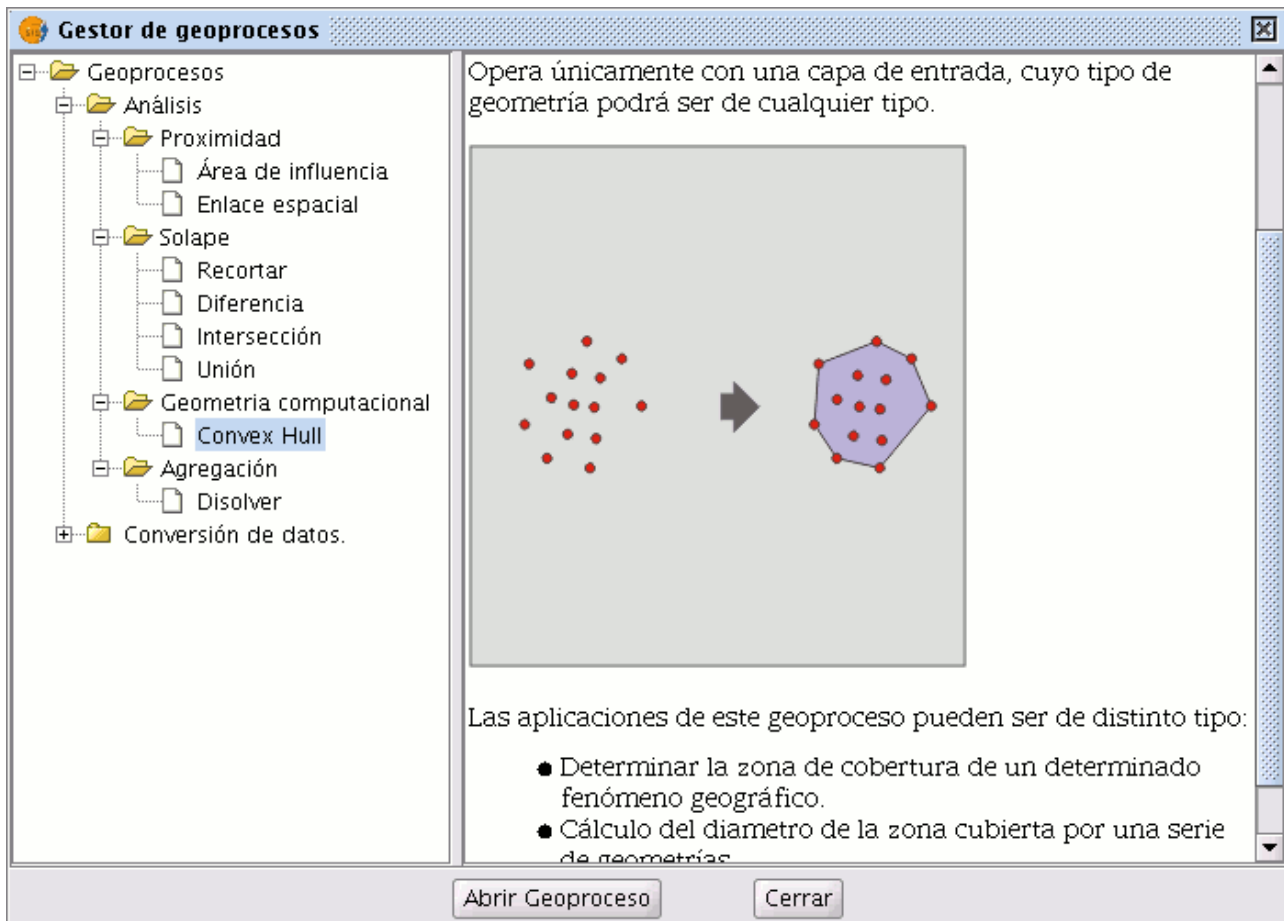 Gestor de geoprocesos
Geoprocesos
Análisis
Proximidad
Área de influencia
Enlace espacial
Solape
Recortar
Diferencia
Intersección
Unión
Geometria computacional
Convex Hull
Agregación
Disolver
Conversión de datos.
Opera únicamente con una capa de entrada, cuyo tipo de
geometría podrá ser de cualquier tipo.
Las aplicaciones de este geoproceso pueden ser de distinto tipo:
Determinar la zona de cobertura de un determinado
fenómeno geográfico.
Cálculo del diametro de la zona cubierta por una serie
de geometrías
Abrir Geoproceso
Cerrar